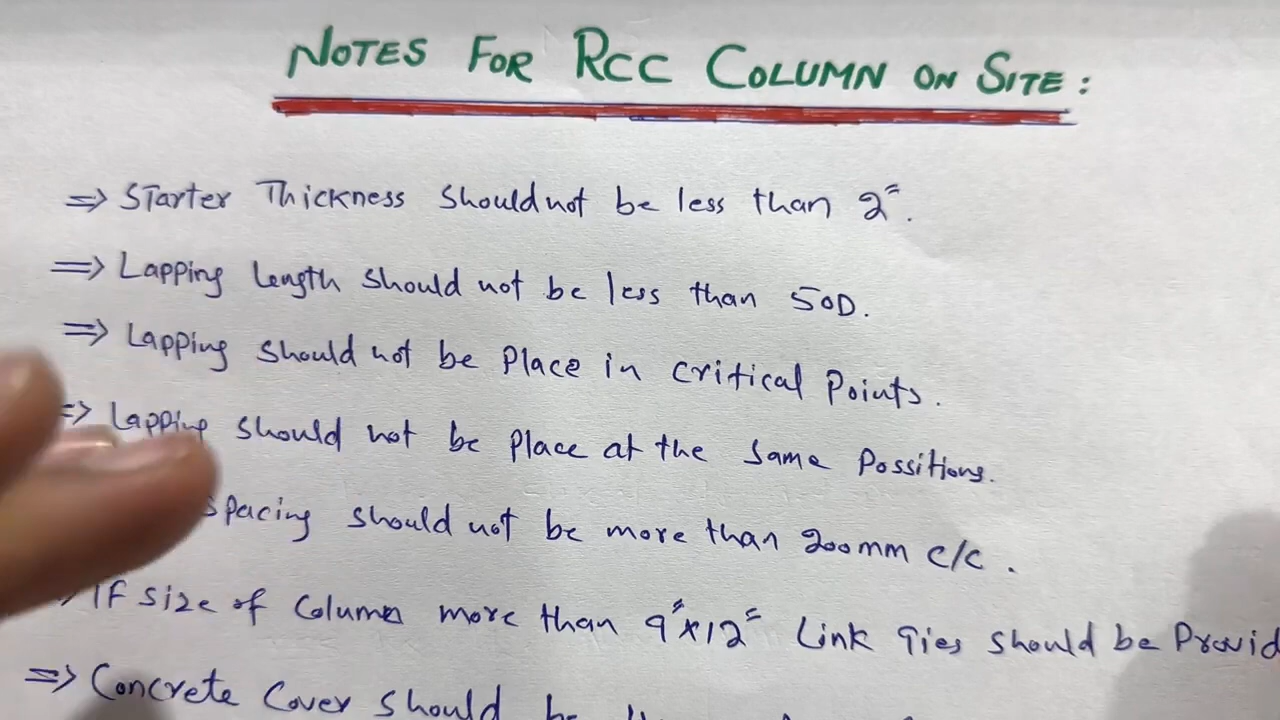 NOTES FOR RCC COLUMN ON SITE:
=> Starter Thickness should not be less than 2".
=> Lapping length should not be less than 50D.
=> Lapping should not be Place in critical Points.
=> Lapping should not be Place at the same Possitions.
spacing should not be more than 200mm c/c.
IF size of Column more than 9"x12" Link Ties should be Provid
=> Concrete Cover should be